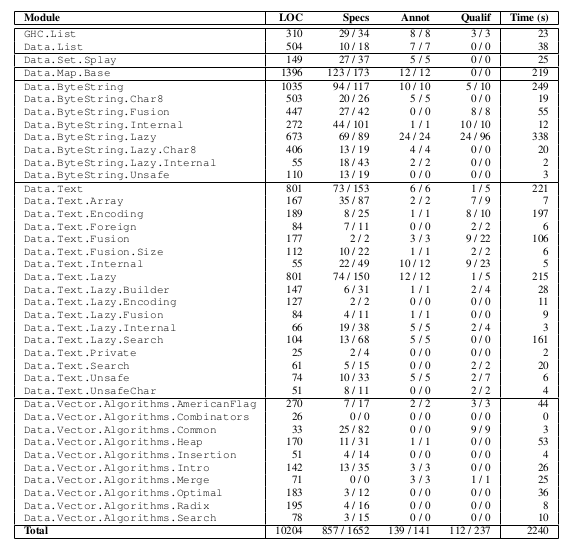 Module LOC Specs Annot Qualif Time (s)
GHC.List 310 29 / 34 8 / 8 3 / 3 23
Data.List 504 10 / 18 7 / 7 0 / 0 38
Data.Set.Splay 149 27 / 37 5 / 5 0 / 0 25
Data.Map.Base 1396 123 / 173 12 / 12 0 / 0 219
Data.ByteString 1035 94 / 117 10 / 10 5 / 10 249
Data.ByteString.Char8 503 20 / 26 5 / 5 0 / 0 19
Data.ByteString.Fusion 447 27 / 42 0 / 0 8 / 8 55
Data.ByteString.Internal 272 44 / 101 1 / 1 10 / 10 12
Data.ByteString.Lazy 673 69 / 89 24 / 24 24 / 96 338
Data.ByteString.Lazy.Char8 406 13 / 19 4 / 4 0 / 0 20
Data.ByteString.Lazy.Internal 55 18 / 43 2 / 2 0 / 0 2
Data.ByteString.Unsafe 110 13 / 19 0 / 0 0 / 0 3
Data.Text 801 73 / 153 6 / 6 1 / 5 221
Data.Text.Array 167 35 / 87 2 / 2 7 / 9 7
Data.Text.Encoding 189 8 / 25 1 / 1 8 / 10 197
Data.Text.Foreign 84 7 / 11 0 / 0 2 / 2 6
Data.Text.Fusion 177 2 / 2 3 / 3 9 / 22 106
Data.Text.Fusion.Size 112 10 / 22 1 / 1 2 / 2 6
Data.Text.Internal 55 22 / 49 10 / 12 9 / 23 5
Data.Text.Lazy 801 74 / 150 12 / 12 1 / 5 215
Data.Text.Lazy.Builder 147 6 / 31 1 / 1 2 / 4 28
Data.Text.Lazy.Encoding 127 2 / 2 0 / 0 0 / 0 11
Data.Text.Lazy.Fusion 84 4 / 11 1 / 1 0 / 0 9
Data.Text.Lazy.Internal 66 19 / 38 5 / 5 2 / 4 3
Data.Text.Lazy.Search 104 13 / 68 5 / 5 0 / 0 161
Data.Text.Private 25 2 / 4 0 / 0 0 / 0 2
Data.Text.Search 61 5 / 15 0 / 0 2 / 2 20
Data.Text.Unsafe 74 10 / 33 5 / 5 2 / 7 6
Data.Text.UnsafeChar 51 8 / 11 0 / 0 2 / 2 4
Data.Vector.Algorithms.AmericanFlag 270 7 / 17 2 / 2 3 / 3 44
Data.Vector.Algorithms.Combinators 26 0 / 0 0 / 0 0 / 0 0
Data.Vector.Algorithms.Common 33 25 / 82 0 / 0 9 / 9 3
Data.Vector.Algorithms.Heap 170 11 / 31 1 / 1 0 / 0 53
Data.Vector.Algorithms.Insertion 51 4 / 14 0 / 0 0 / 0 4
Data.Vector.Algorithms.Intro 142 13 / 35 3 / 3 0 / 0 26
Data.Vector.Algorithms.Merge 71 0 / 0 3 / 3 1 / 1 25
Data.Vector.Algorithms.Optimal 183 3 / 12 0 / 0 0 / 0 36
Data.Vector.Algorithms.Radix 195 4 / 16 0 / 0 0 / 0 8
Data.Vector.Algorithms.Search 78 3 / 15 0 / 0 0 / 0 10
Total 10204 857 / 1652 139 / 141 112 / 237 2240